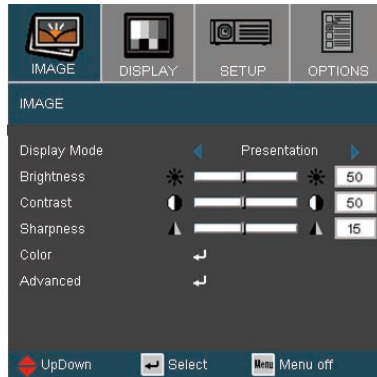 IMAGE DISPLAY SETUP OPTIONS
IMAGE
Display Mode Presentation
Brightness 50
Contrast 50
Sharpness 15
Color
Advanced
UpDown Select Menu Menu off